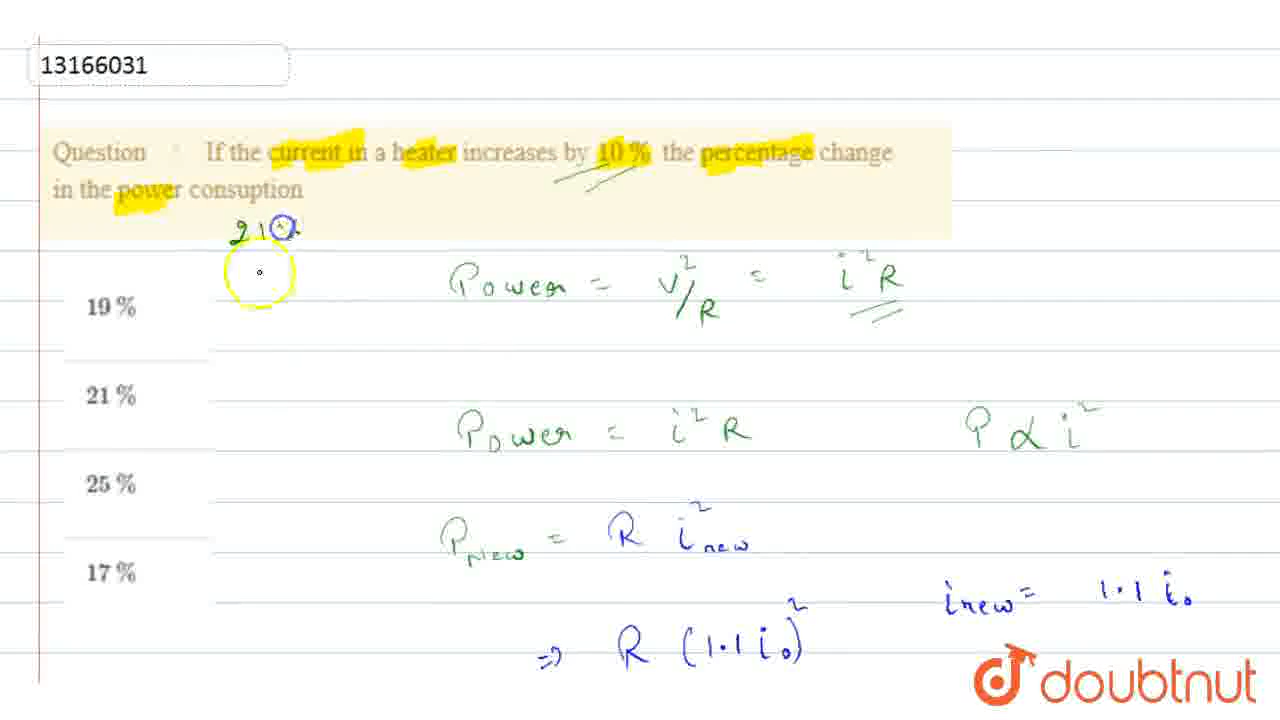 13166031
Question : If the current in a heater increases by 10 % the percentage change
in the power consuption
21%
19 %
21 %
25 %
17 %
Power = V²/R = i²R
Power = i²R P ∝ i²
Pnew = R i²new
inew = 1.1 i₀
⇒ R (1.1 i₀)²
doubtnut